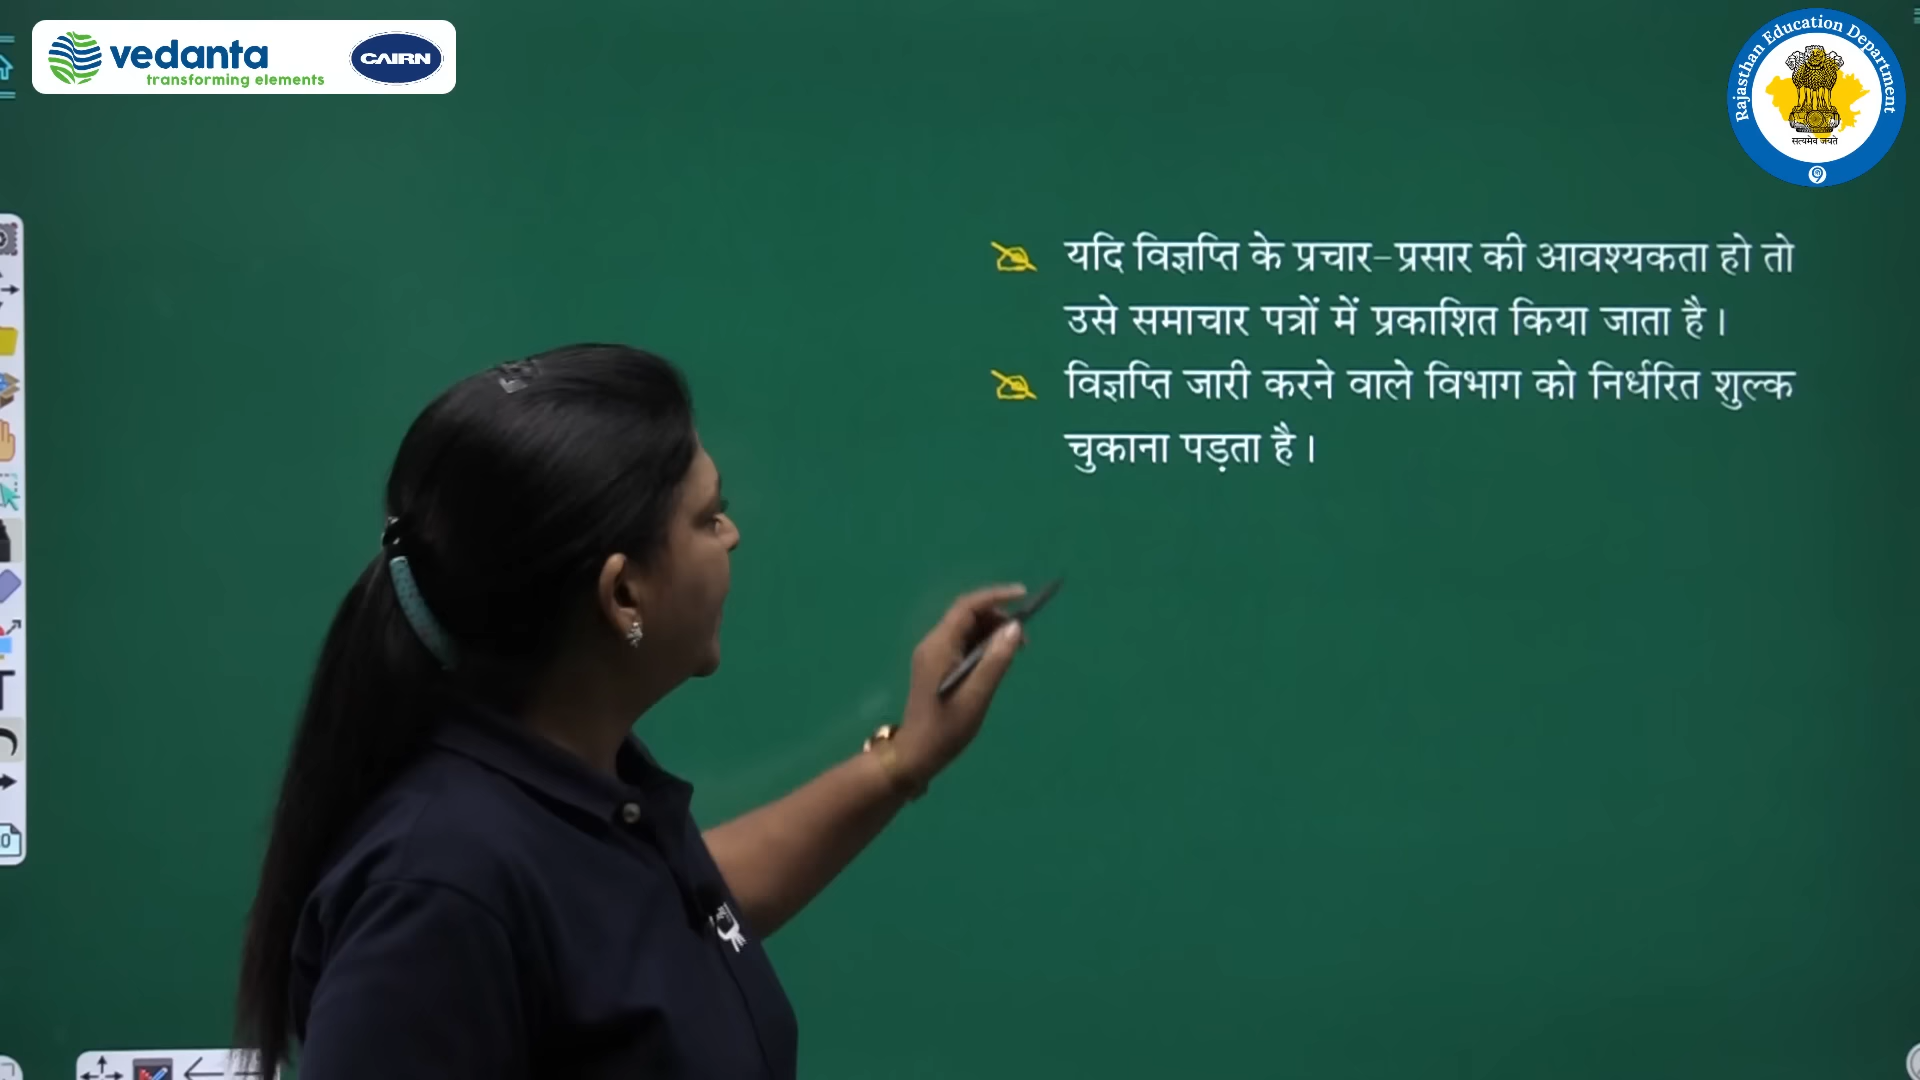 vedanta
transforming elements
CAIRN
Rajasthan Education Department
सत्यमेव जयते
यदि विज्ञप्ति के प्रचार-प्रसार की आवश्यकता हो तो
उसे समाचार पत्रों में प्रकाशित किया जाता है।
विज्ञप्ति जारी करने वाले विभाग को निर्धरित शुल्क
चुकाना पड़ता है।
T